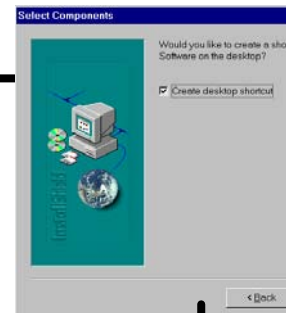 Select Components
Would you like to create a sho
Software on the desktop?
Create desktop shortcut
InstallShield
< Back